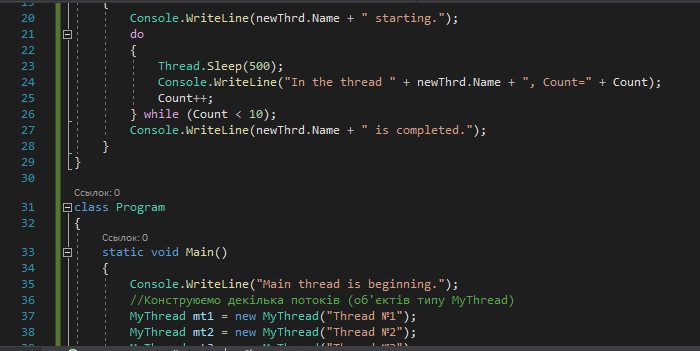 19 {
20 Console.WriteLine(newThrd.Name + " starting.");
21 do
22 {
23 Thread.Sleep(500);
24 Console.WriteLine("In the thread " + newThrd.Name + ", Count=" + Count);
25 Count++;
26 } while (Count < 10);
27 Console.WriteLine(newThrd.Name + " is completed.");
28 }
29 }
30
Ссылок: 0
31 class Program
32 {
Ссылок: 0
33 static void Main()
34 {
35 Console.WriteLine("Main thread is beginning.");
36 //Конструюємо декілька потоків (об'єктів типу MyThread)
37 MyThread mt1 = new MyThread("Thread №1");
38 MyThread mt2 = new MyThread("Thread №2");